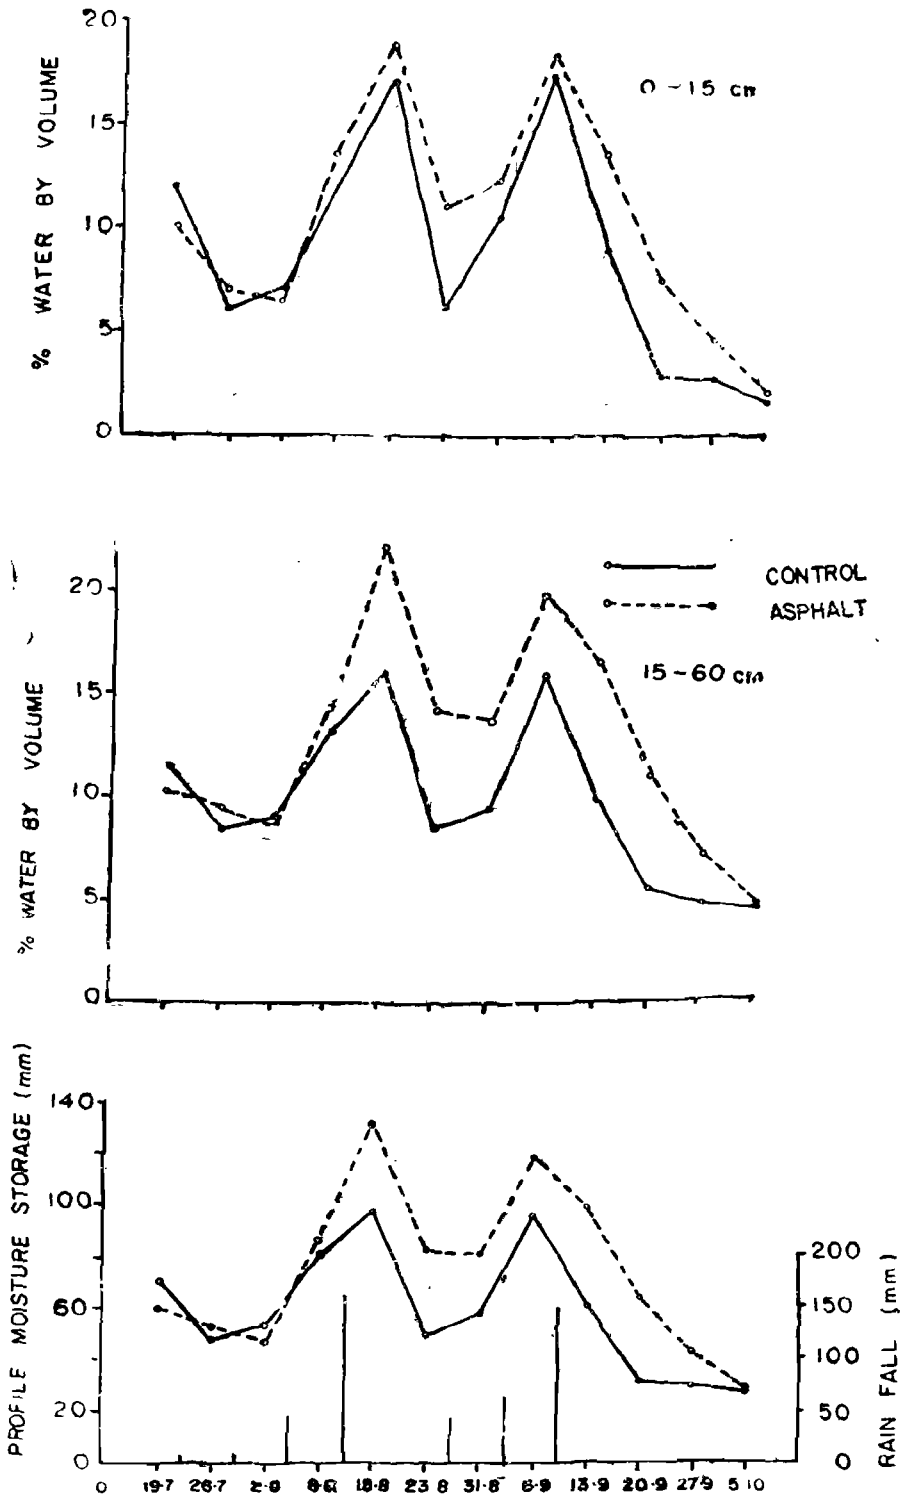 20
15
10
5
0
% WATER BY VOLUME
0-15 cm
20
15
10
5
0
% WATER BY VOLUME
CONTROL
ASPHALT
15-60 cm
140
100
60
20
0
PROFILE MOISTURE STORAGE (mm)
200
150
100
50
0
RAIN FALL (mm)
0 19.7 26.7 2.8 18.8 23.8 31.8 6.9 13.9 20.9 27.9 5.10